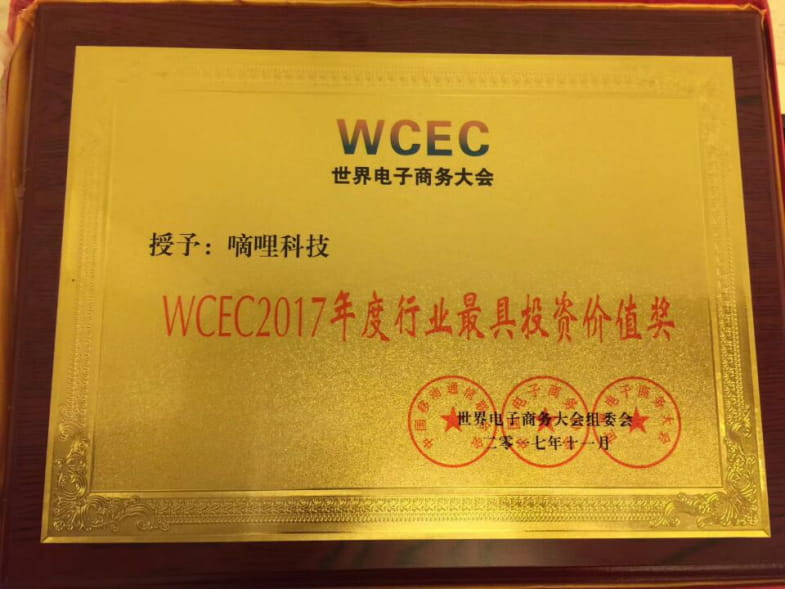 WCEC
世界电子商务大会
授予：嘀哩科技
WCEC2017年度行业最具投资价值奖
世界电子商务大会组委会
二零一七年十一月